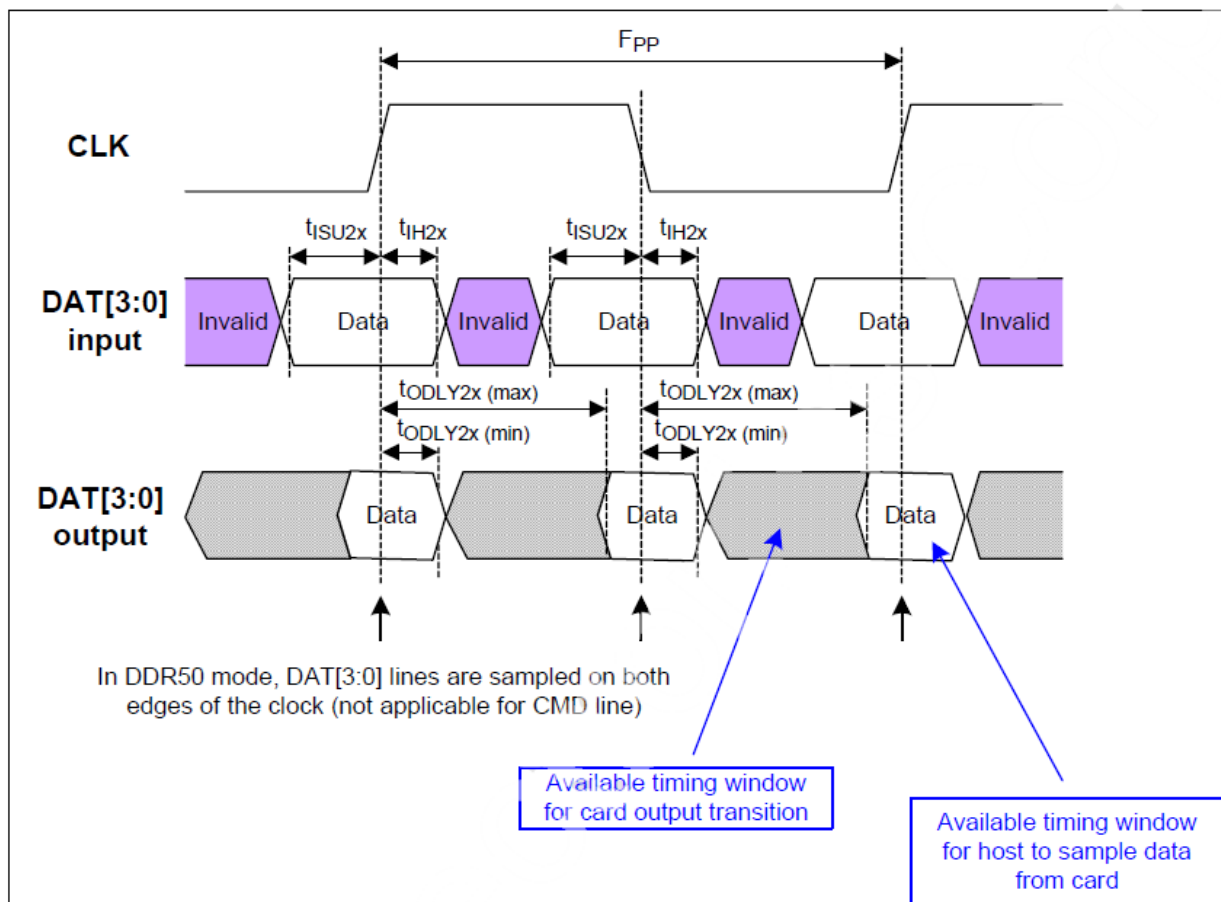 FPP
CLK
tISU2x tIH2x tISU2x tIH2x
DAT[3:0]
input
Invalid Data Invalid Data Invalid Data Invalid
tODLY2x (max) tODLY2x (max)
tODLY2x (min) tODLY2x (min)
DAT[3:0]
output
Data Data Data
In DDR50 mode, DAT[3:0] lines are sampled on both
edges of the clock (not applicable for CMD line)
Available timing window
for card output transition
Available timing window
for host to sample data
from card